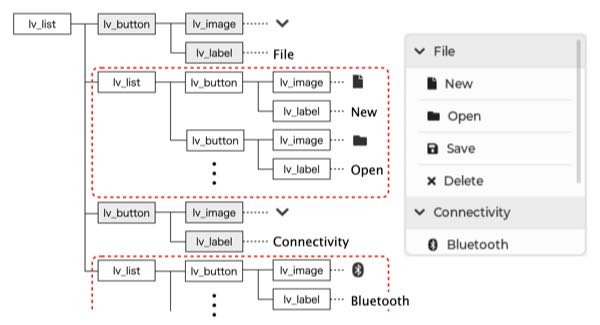 lv_list lv_button lv_image
lv_label File
lv_list lv_button lv_image
lv_label New
lv_button lv_image
lv_label Open
lv_button lv_image
lv_label Connectivity
lv_list lv_button lv_image
lv_label Bluetooth
File
New
Open
Save
Delete
Connectivity
Bluetooth